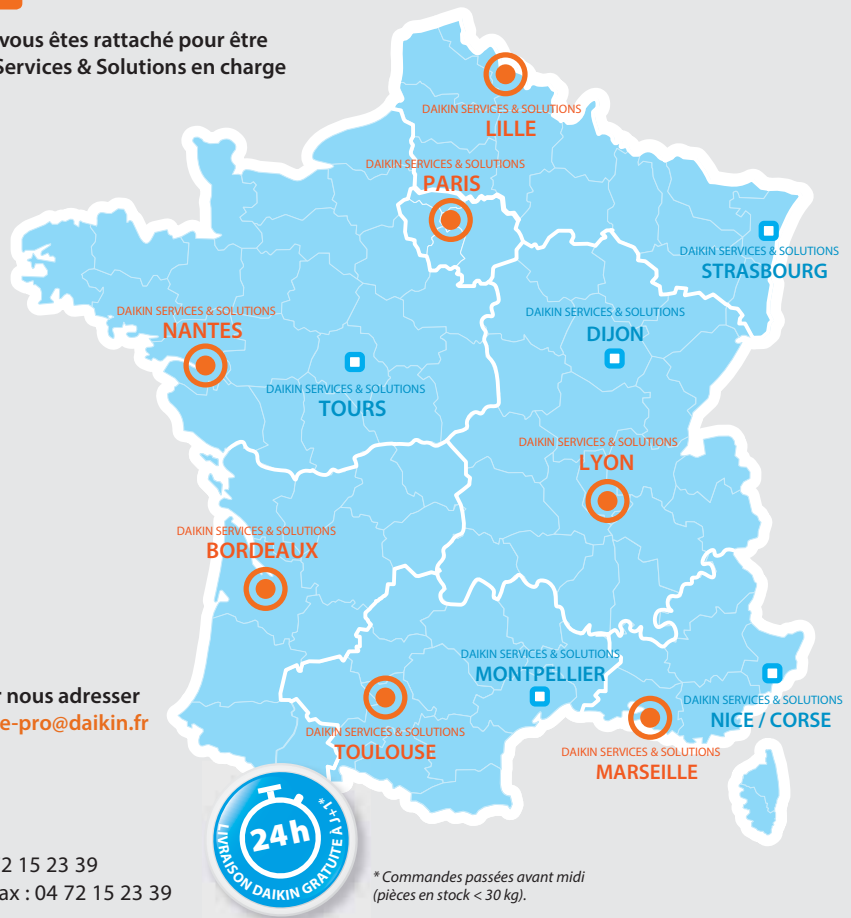 vous êtes rattaché pour être
Services & Solutions en charge
DAIKIN SERVICES & SOLUTIONS
LILLE
DAIKIN SERVICES & SOLUTIONS
PARIS
DAIKIN SERVICES & SOLUTIONS
STRASBOURG
DAIKIN SERVICES & SOLUTIONS
NANTES
DAIKIN SERVICES & SOLUTIONS
DIJON
DAIKIN SERVICES & SOLUTIONS
TOURS
DAIKIN SERVICES & SOLUTIONS
LYON
DAIKIN SERVICES & SOLUTIONS
BORDEAUX
DAIKIN SERVICES & SOLUTIONS
MONTPELLIER
DAIKIN SERVICES & SOLUTIONS
NICE / CORSE
DAIKIN SERVICES & SOLUTIONS
TOULOUSE
DAIKIN SERVICES & SOLUTIONS
MARSEILLE
nous adresser
e-pro@daikin.fr
24h
LIVRAISON DAIKIN GRATUITE À J+1*
2 15 23 39
ax : 04 72 15 23 39
* Commandes passées avant midi
(pièces en stock < 30 kg).